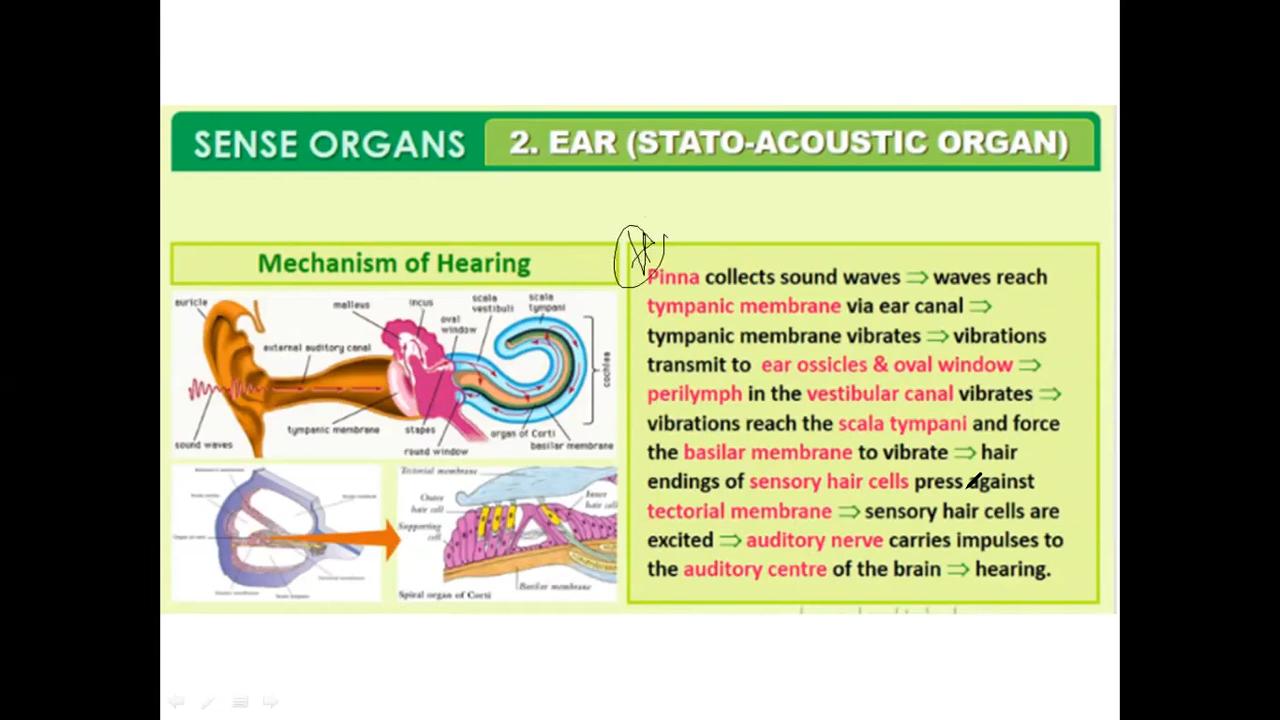 SENSE ORGANS
2. EAR (STATO-ACOUSTIC ORGAN)
Mechanism of Hearing
auricle
malleus
incus
scala
vestibuli
scala
tympani
oval
window
external auditory canal
cochlea
sound waves
tympanic membrane
stapes
round window
organ of Corti
basilar membrane
Tectorial membrane
Outer
hair cell
Inner
hair cell
Supporting
cell
Basilar membrane
Spiral organ of Corti
Pinna collects sound waves ⇒ waves reach
tympanic membrane via ear canal ⇒
tympanic membrane vibrates ⇒ vibrations
transmit to ear ossicles & oval window ⇒
perilymph in the vestibular canal vibrates ⇒
vibrations reach the scala tympani and force
the basilar membrane to vibrate ⇒ hair
endings of sensory hair cells press against
tectorial membrane ⇒ sensory hair cells are
excited ⇒ auditory nerve carries impulses to
the auditory centre of the brain ⇒ hearing.